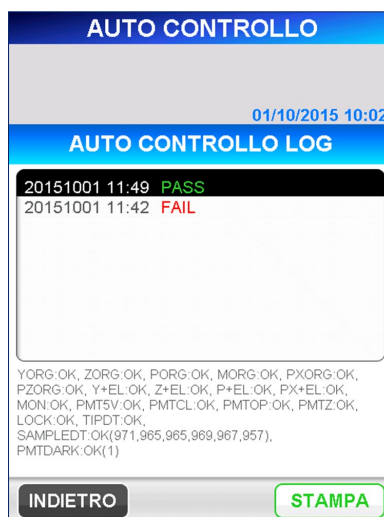 AUTO CONTROLLO
01/10/2015 10:02
AUTO CONTROLLO LOG
20151001 11:49 PASS
20151001 11:42 FAIL
YORG:OK, ZORG:OK, PORG:OK, MORG:OK, PXORG:OK,
PZORG:OK, Y+EL:OK, Z+EL:OK, P+EL:OK, PX+EL:OK,
MON:OK, PMT5V:OK, PMTCL:OK, PMTOP:OK, PMTZ:OK,
LOCK:OK, TIPDT:OK,
SAMPLEDT:OK(971,965,965,969,967,957),
PMTDARK:OK(1)
INDIETRO
STAMPA